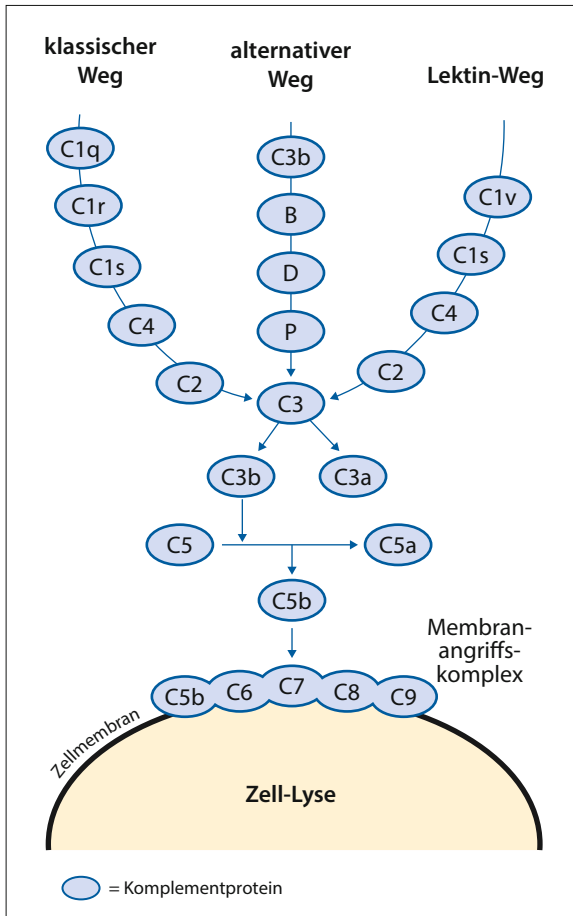 klassischer
Weg
alternativer
Weg
Lektin-Weg
C1q
C1r
C1s
C4
C2
C3b
B
D
P
C1v
C1s
C4
C2
C3
C3b
C3a
C5
C5a
C5b
Membran-
angriffs-
komplex
C5b
C6
C7
C8
C9
Zellmembran
Zell-Lyse
= Komplementprotein